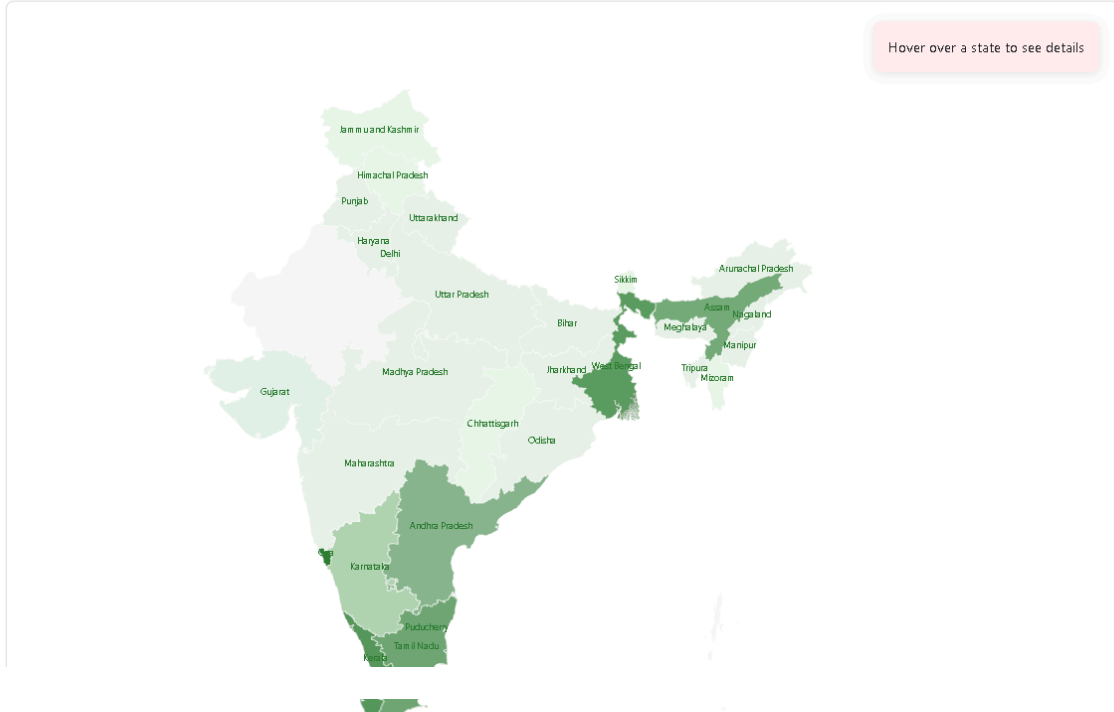 Hover over a state to see details
Jammu and Kashmir
Himachal Pradesh
Punjab
Uttarakhand
Haryana
Delhi
Arunachal Pradesh
Sikkim
Uttar Pradesh
Assam
Nagaland
Bihar
Meghalaya
Manipur
West Bengal
Jharkhand
Tripura
Madhya Pradesh
Mizoram
Gujarat
Chhattisgarh
Odisha
Maharashtra
Andhra Pradesh
Goa
Karnataka
Puducherry
Tamil Nadu
Kerala